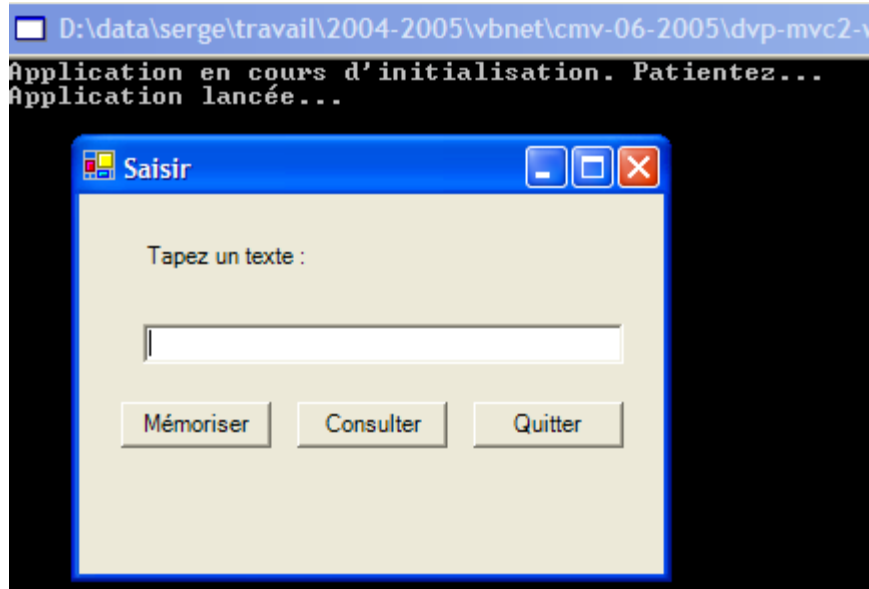 D:\data\serge\travail\2004-2005\vbnet\cmv-06-2005\dvp-mvc2-
Application en cours d'initialisation. Patientez...
Application lancée...
Saisir
Tapez un texte :
Mémoriser Consulter Quitter